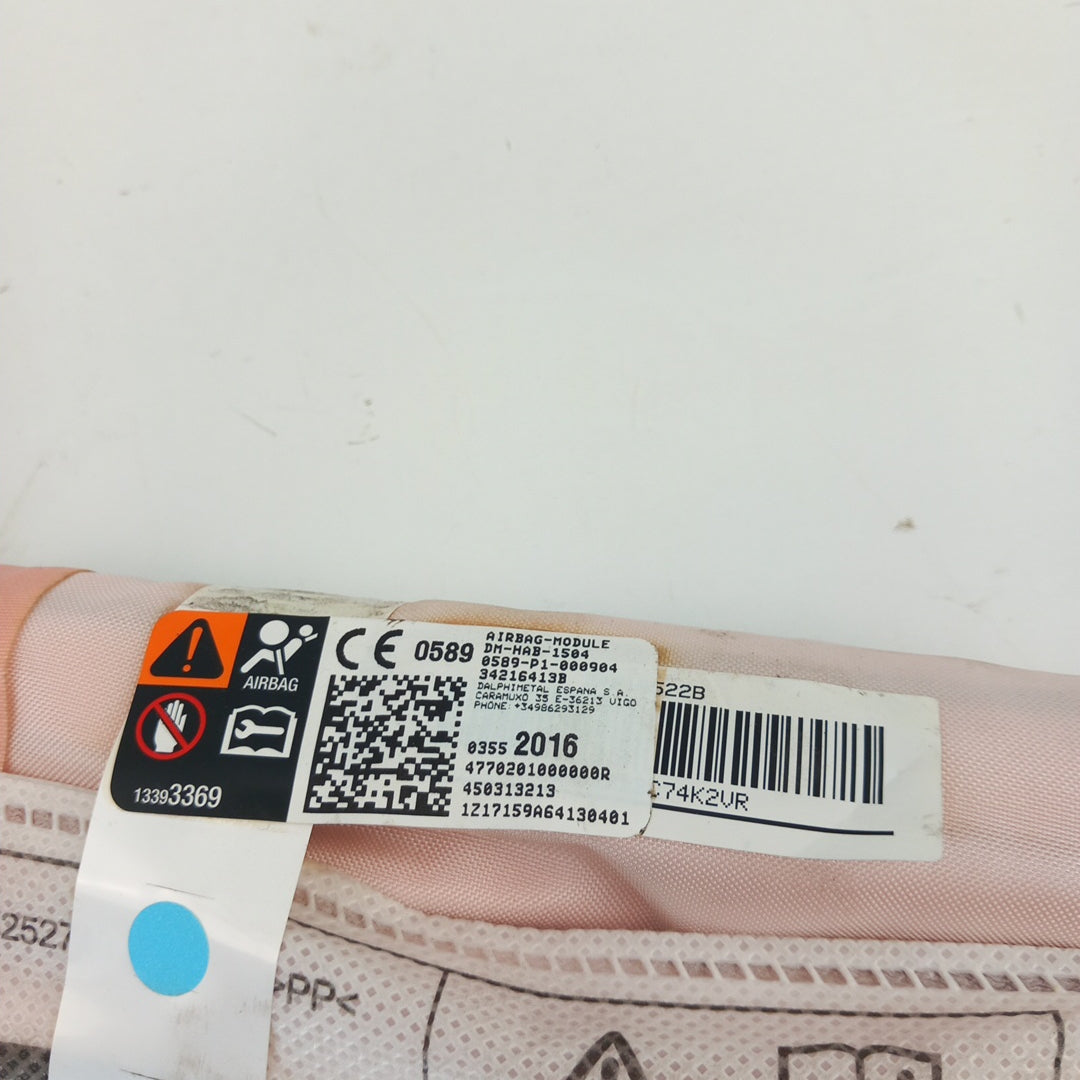 AIRBAG
13393369
CE 0589
AIRBAG-MODULE
DM-HAB-1504
0589-P1-000904
34216413B
DALPHIMETAL ESPANA S.A.
CARAMUXO 35 E-36213 VIGO
PHONE: +34986293129
0355 2016
4770201000000R
450313213
1Z17159A64130401
522B
C74K2VR
2527
>PP<